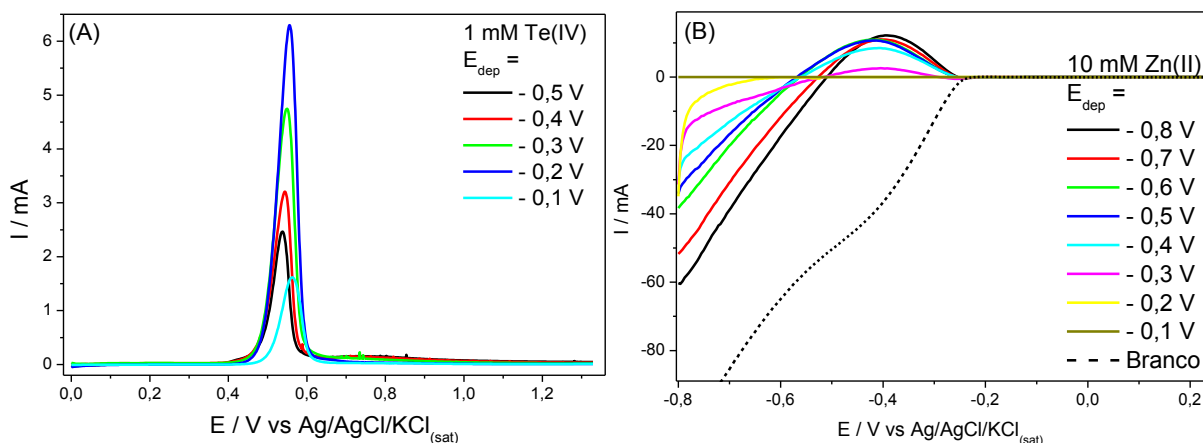 (A)
1 mM Te(IV)
E_dep =
- 0,5 V
- 0,4 V
- 0,3 V
- 0,2 V
- 0,1 V
I / mA
6
5
4
3
2
1
0
0,0 0,2 0,4 0,6 0,8 1,0 1,2
E / V vs Ag/AgCl/KCl(sat)
(B)
10 mM Zn(II)
E_dep =
- 0,8 V
- 0,7 V
- 0,6 V
- 0,5 V
- 0,4 V
- 0,3 V
- 0,2 V
- 0,1 V
Branco
I / mA
0
-20
-40
-60
-80
-0,8 -0,6 -0,4 -0,2 0,0 0,2
E / V vs Ag/AgCl/KCl(sat)